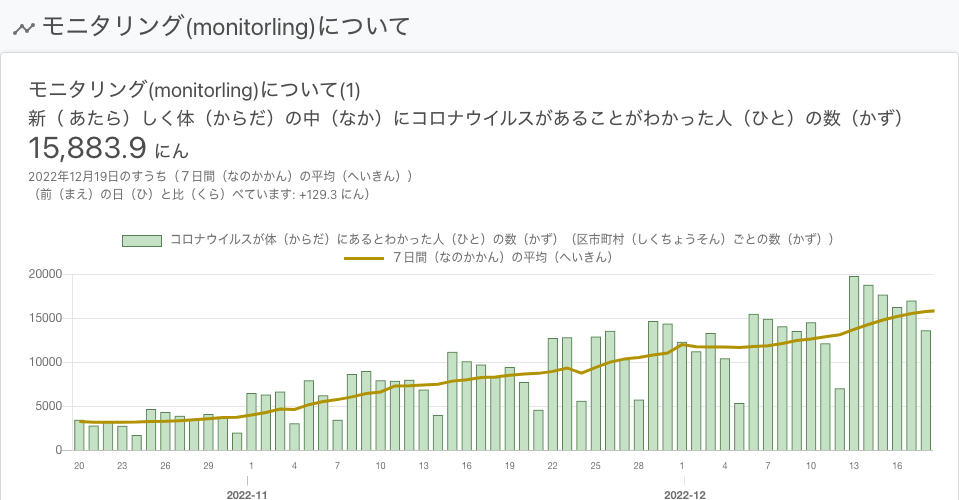 モニタリング(monitorling)について
モニタリング(monitorling)について(1)
新（ あたら）しく体（からだ）の中（なか）にコロナウイルスがあることがわかった人（ひと）の数（かず）
15,883.9 にん
2022年12月19日のすうち（７日間（なのかかん）の平均（へいきん））
（前（まえ）の日（ひ）と比（くら）べています: +129.3 にん）
コロナウイルスが体（からだ）にあるとわかった人（ひと）の数（かず）（区市町村（しくちょうそん）ごとの数（かず））
７日間（なのかかん）の平均（へいきん）
20000
15000
10000
5000
0
20 23 26 29 1 4 7 10 13 16 19 22 25 28 1 4 7 10 13 16
2022-11 2022-12